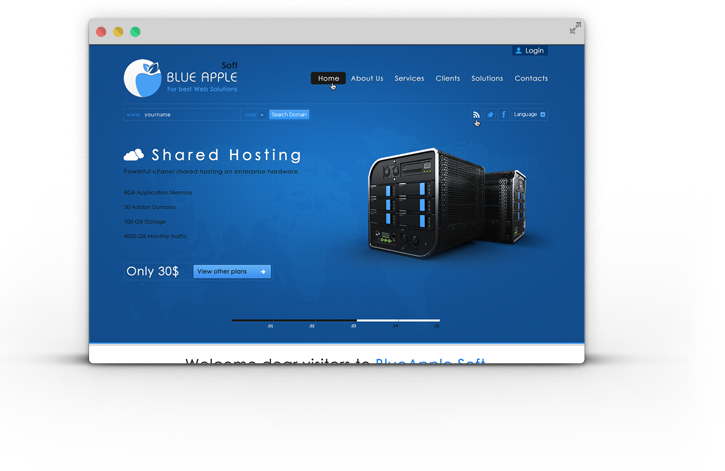 Login
Soft
BLUE APPLE
For best Web Solutions
Home About Us Services Clients Solutions Contacts
www. yourname .com Search Domain
Language
Shared Hosting
Powerful cPanel shared hosting on enterprise hardware.
8GB Application Memory
30 Addon Domains
100 GB Storage
4000 GB Monthly Traffic
Only 30$ View other plans
.01 .02 .03 .04 .05
Welcome dear visitors to BlueApple Soft